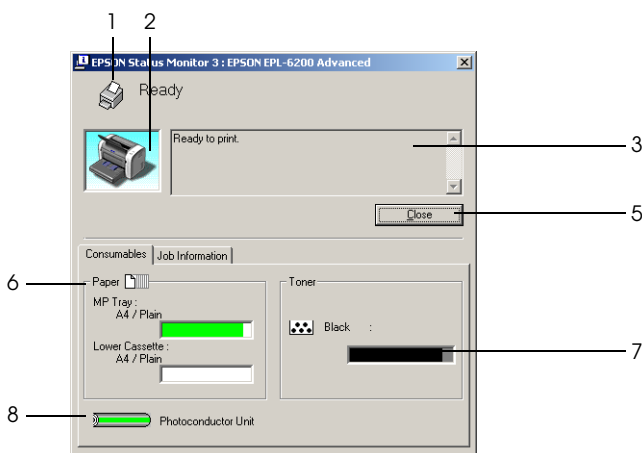 1 2
EPSON Status Monitor 3 : EPSON EPL-6200 Advanced
Ready
Ready to print.
3
Close
5
Consumables Job Information
6
Paper
MP Tray :
A4 / Plain
Lower Cassette :
A4 / Plain
Toner
Black :
7
8
Photoconductor Unit